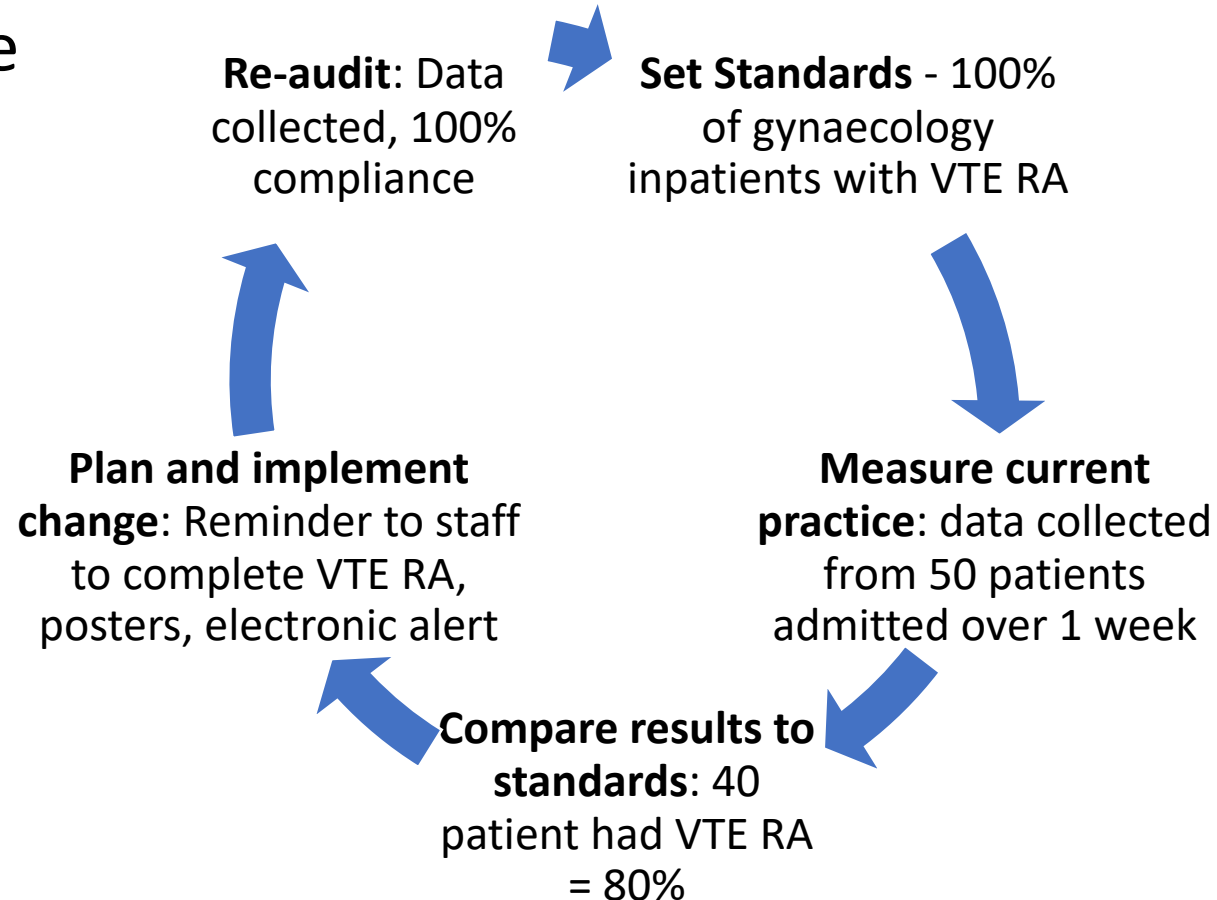 e
Re-audit: Data
collected, 100%
compliance
Set Standards - 100%
of gynaecology
inpatients with VTE RA
Measure current
practice: data collected
from 50 patients
admitted over 1 week
Compare results to
standards: 40
patient had VTE RA
= 80%
Plan and implement
change: Reminder to staff
to complete VTE RA,
posters, electronic alert